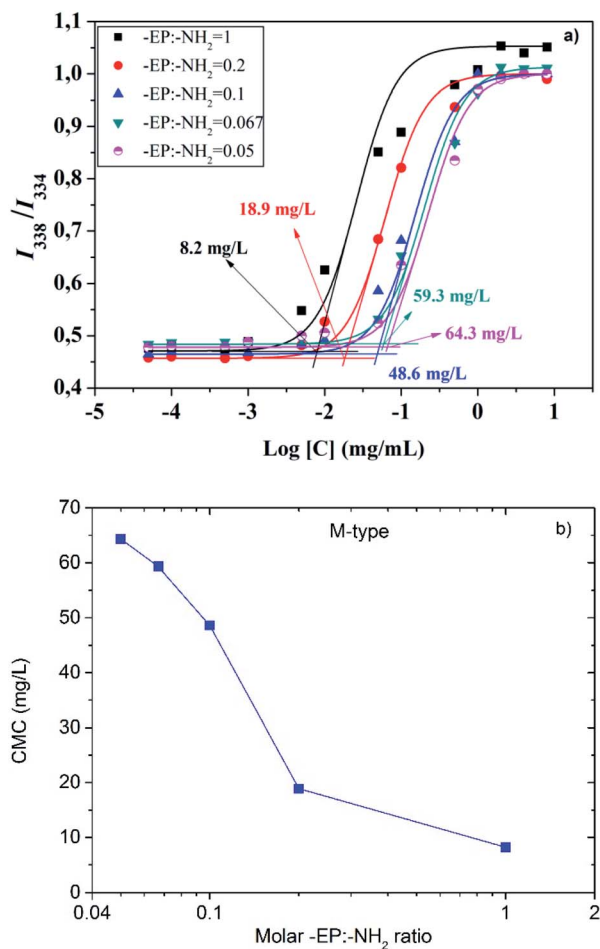 a)
-EP:-NH₂=1
-EP:-NH₂=0.2
-EP:-NH₂=0.1
-EP:-NH₂=0.067
-EP:-NH₂=0.05
1,1
1,0
0,9
0,8
0,7
0,6
0,5
0,4
I₃₃₈/I₃₃₄
18.9 mg/L
8.2 mg/L
59.3 mg/L
64.3 mg/L
48.6 mg/L
-5 -4 -3 -2 -1 0 1 2
Log [C] (mg/mL)
M-type b)
70
60
50
40
30
20
10
0
CMC (mg/L)
0.04 0.1 1 2
Molar -EP:-NH₂ ratio